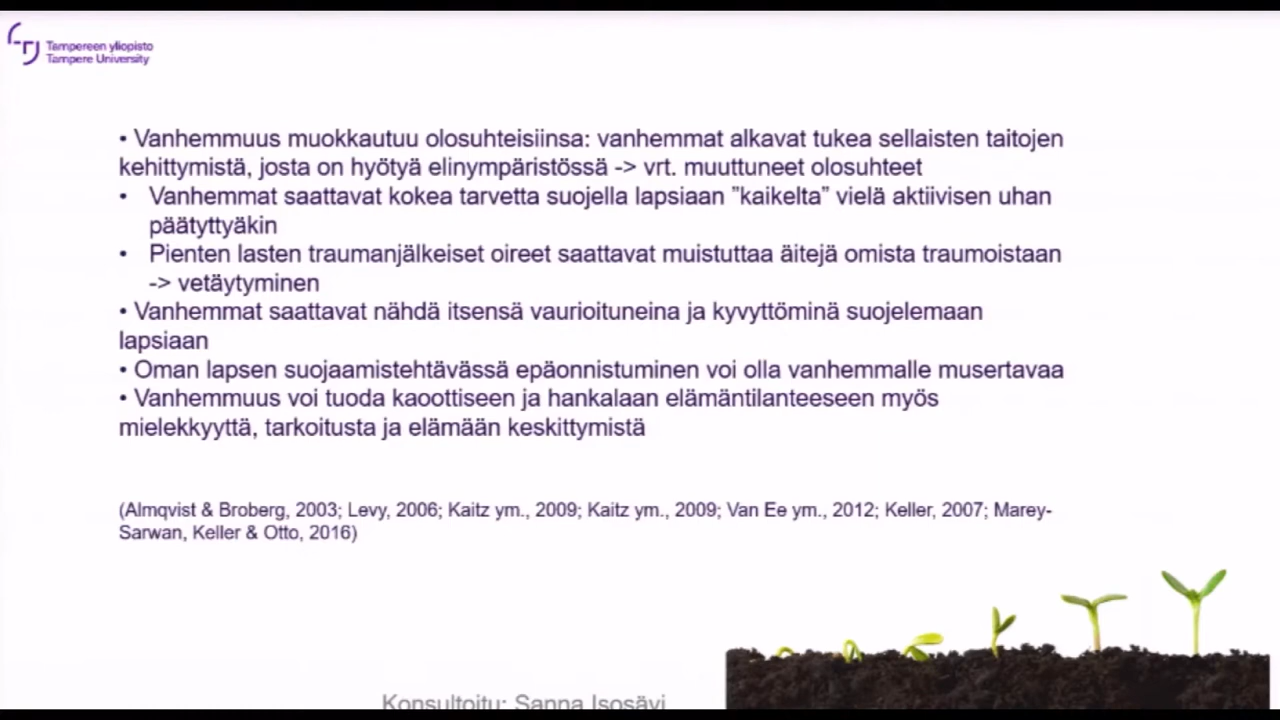 Tampereen yliopisto
Tampere University
• Vanhemmuus muokkautuu olosuhteisiinsa: vanhemmat alkavat tukea sellaisten taitojen
kehittymistä, josta on hyötyä elinympäristössä -> vrt. muuttuneet olosuhteet
• Vanhemmat saattavat kokea tarvetta suojella lapsiaan ”kaikelta” vielä aktiivisen uhan
päätyttyäkin
• Pienten lasten traumanjälkeiset oireet saattavat muistuttaa äitejä omista traumoistaan
-> vetäytyminen
• Vanhemmat saattavat nähdä itsensä vaurioituneina ja kyvyttöminä suojelemaan
lapsiaan
• Oman lapsen suojaamistehtävässä epäonnistuminen voi olla vanhemmalle musertavaa
• Vanhemmuus voi tuoda kaoottiseen ja hankalaan elämäntilanteeseen myös
mielekkyyttä, tarkoitusta ja elämään keskittymistä
(Almqvist & Broberg, 2003; Levy, 2006; Kaitz ym., 2009; Kaitz ym., 2009; Van Ee ym., 2012; Keller, 2007; Marey-
Sarwan, Keller & Otto, 2016)
Konsultoitu: Sanna Isosävi